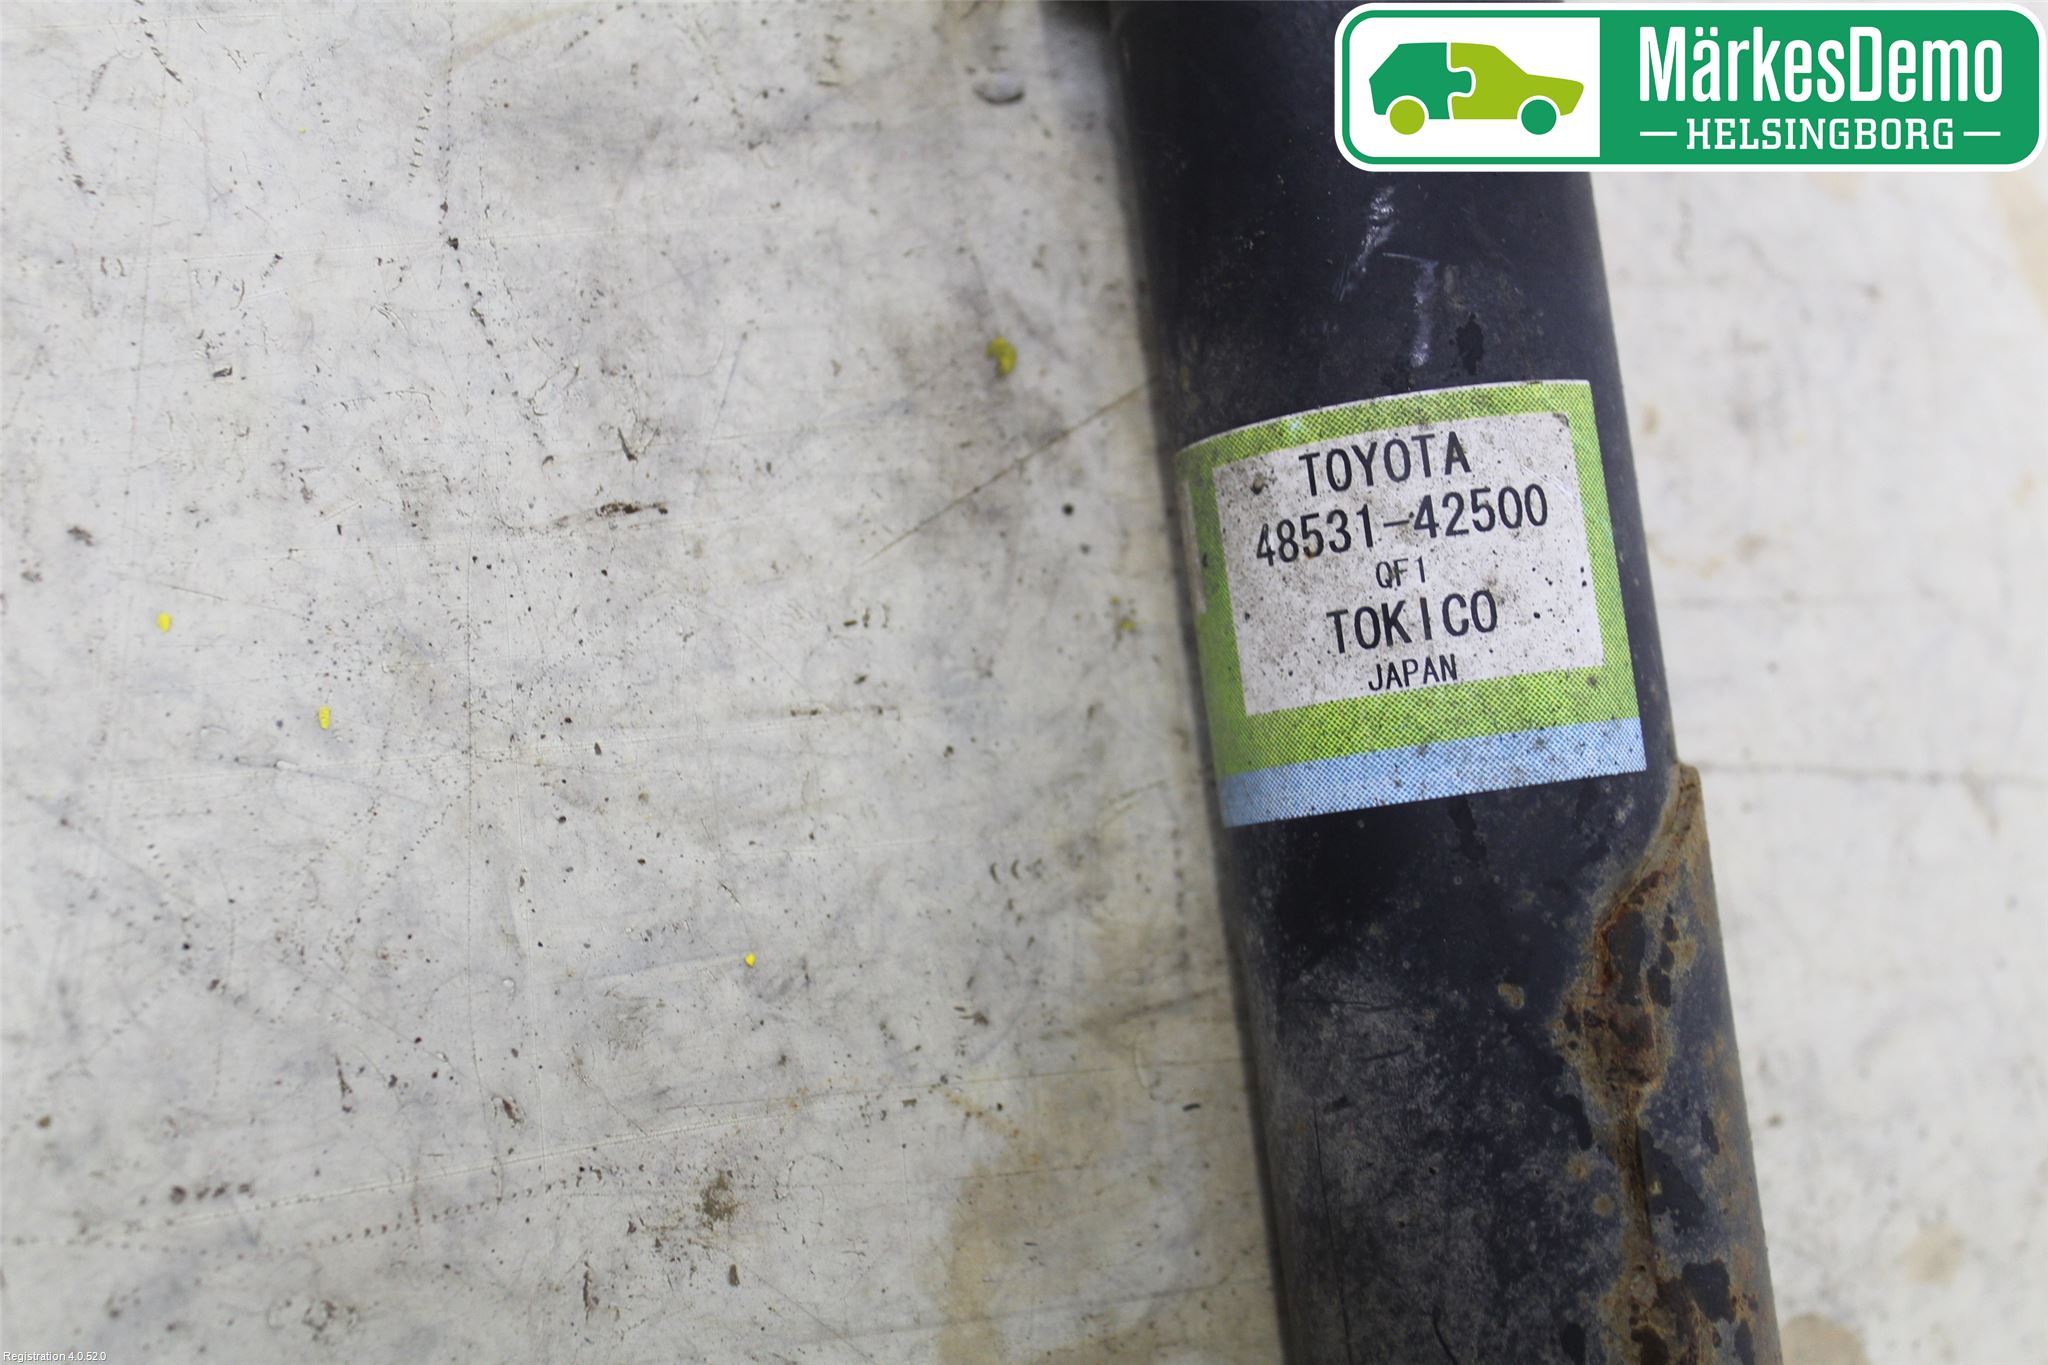 MärkesDemo
HELSINGBORG
TOYOTA
48531-42500
QF1
TOKICO
JAPAN
Registration 4.0.52.0